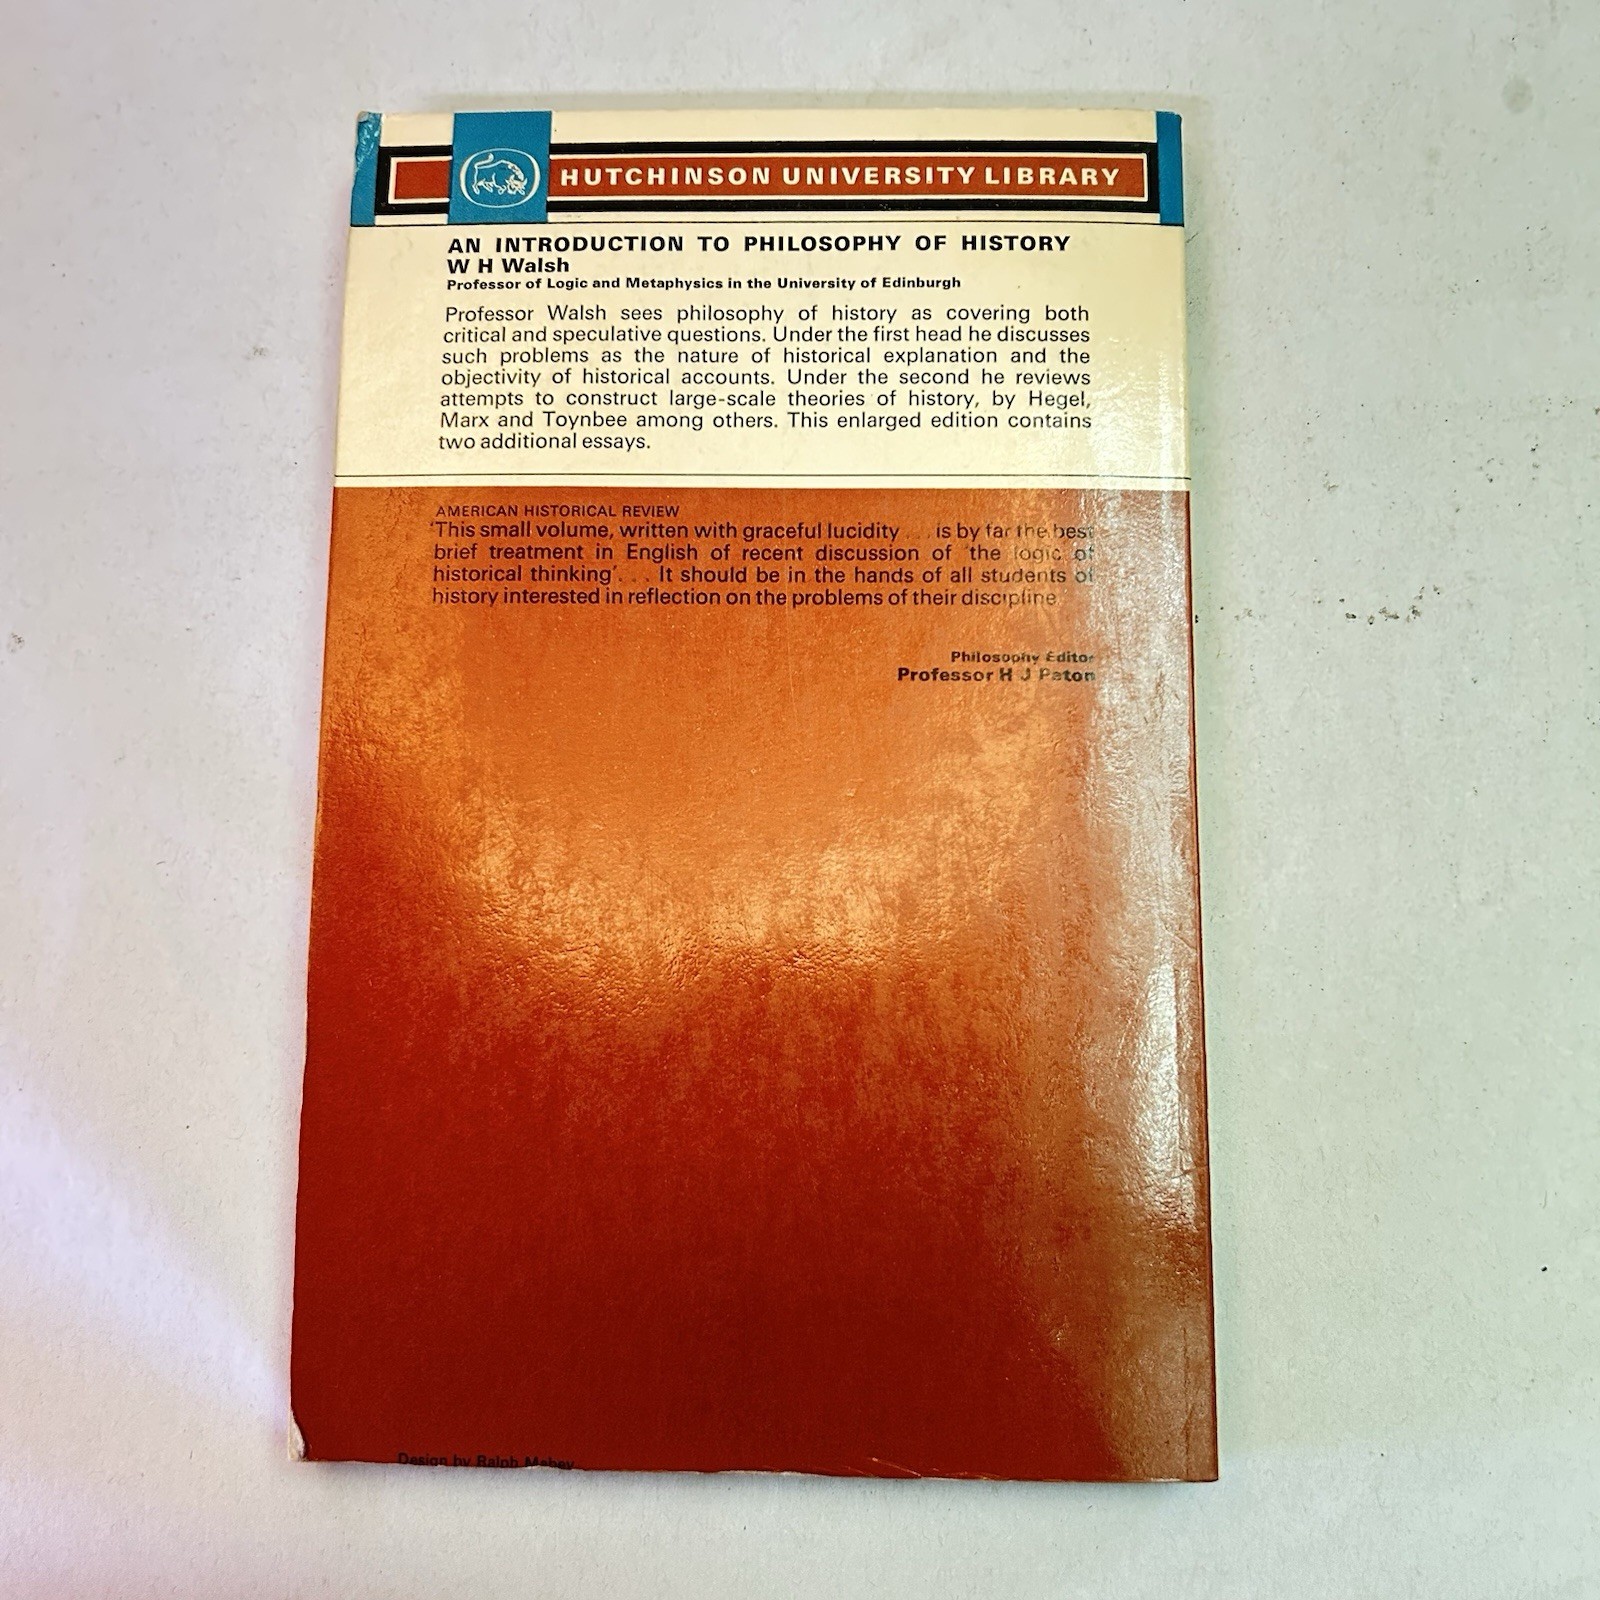 HUTCHINSON UNIVERSITY LIBRARY
AN INTRODUCTION TO PHILOSOPHY OF HISTORY
W H Walsh
Professor of Logic and Metaphysics in the University of Edinburgh
Professor Walsh sees philosophy of history as covering both
critical and speculative questions. Under the first head he discusses
such problems as the nature of historical explanation and the
objectivity of historical accounts. Under the second he reviews
attempts to construct large-scale theories of history, by Hegel,
Marx and Toynbee among others. This enlarged edition contains
two additional essays.
AMERICAN HISTORICAL REVIEW
'This small volume, written with graceful lucidity . . . is by far the best
brief treatment in English of recent discussion of 'the logic of
historical thinking'. . . It should be in the hands of all students of
history interested in reflection on the problems of their discipline
Philosophy Editor
Professor H J Paton
Design by Ralph Mabey